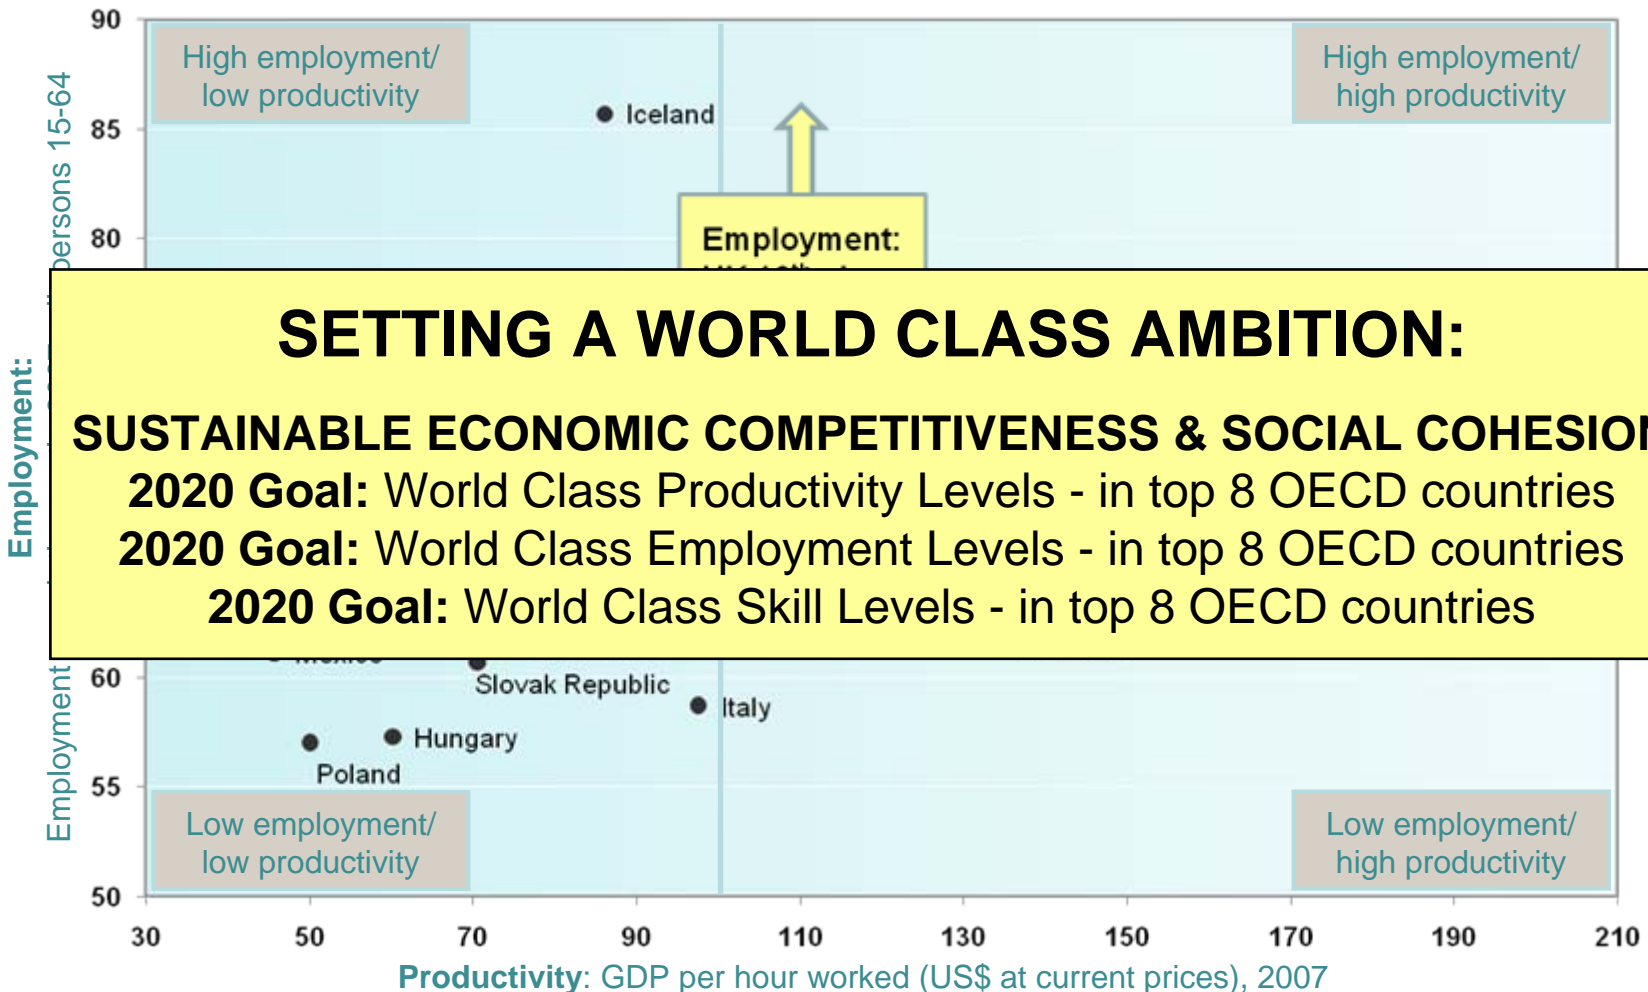 90
High employment/
low productivity
High employment/
high productivity
Iceland
85
80
Employment:
persons 15-64
Employment:
SETTING A WORLD CLASS AMBITION:
SUSTAINABLE ECONOMIC COMPETITIVENESS & SOCIAL COHESION
2020 Goal: World Class Productivity Levels - in top 8 OECD countries
2020 Goal: World Class Employment Levels - in top 8 OECD countries
2020 Goal: World Class Skill Levels - in top 8 OECD countries
Employment
Mexico
60
Slovak Republic
Italy
Hungary
Poland
55
Low employment/
low productivity
Low employment/
high productivity
50
30 50 70 90 110 130 150 170 190 210
Productivity: GDP per hour worked (US$ at current prices), 2007